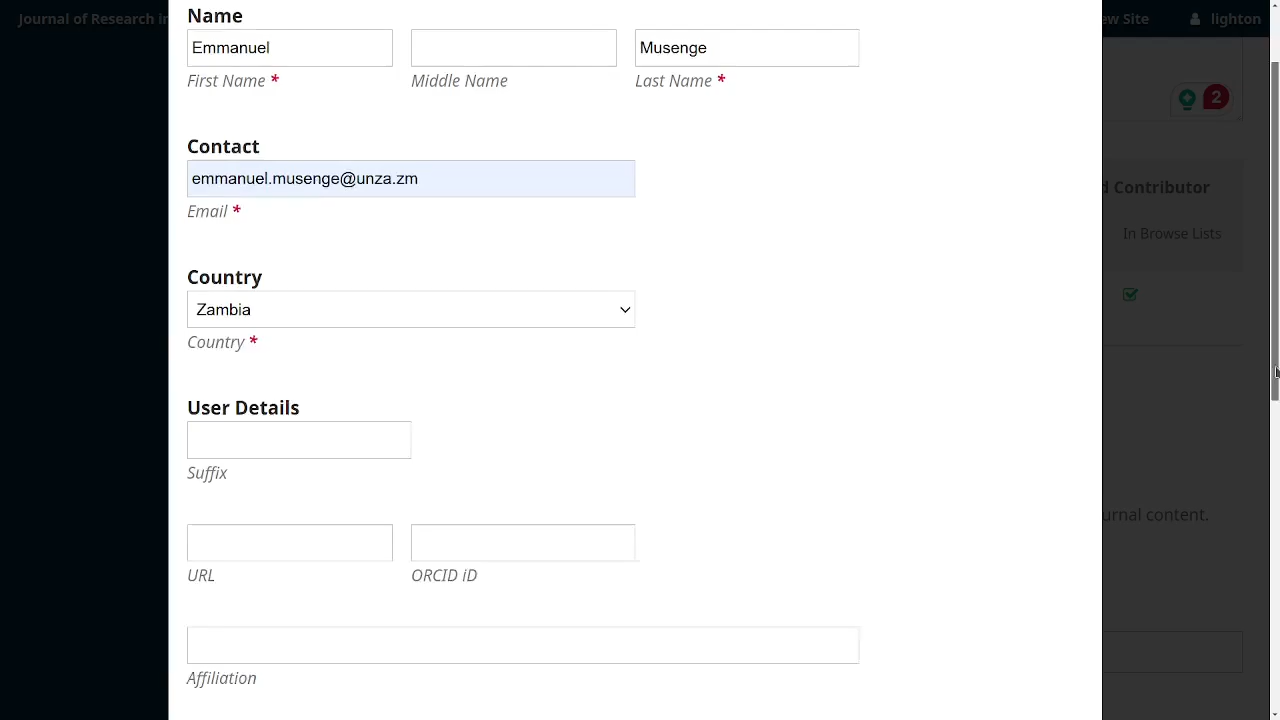 Journal of Research in
ew Site
lighton
Name
Emmanuel
Musenge
First Name *
Middle Name
Last Name *
2
Contact
emmanuel.musenge@unza.zm
Email *
d Contributor
In Browse Lists
Country
Zambia
Country *
User Details
Suffix
urnal content.
URL
ORCID iD
Affiliation